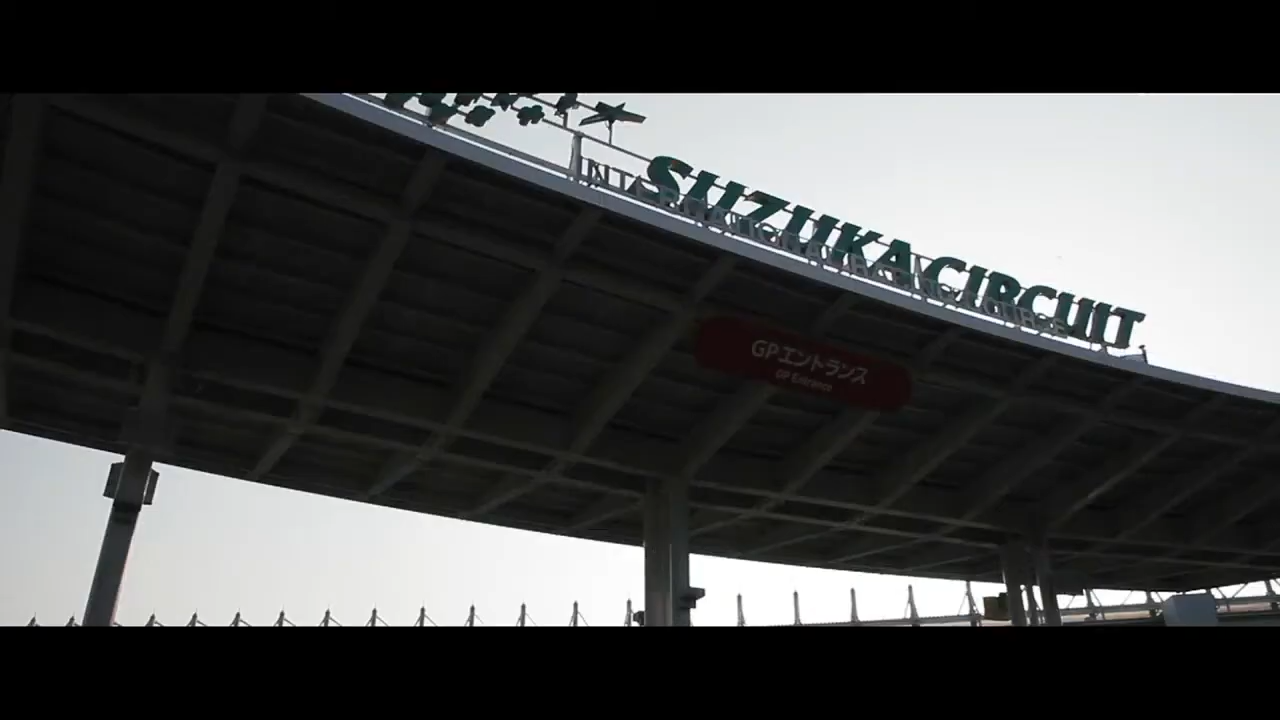 SUZUKA CIRCUIT
INTERNATIONAL RACING COURSE
GPエントランス
GP Entrance